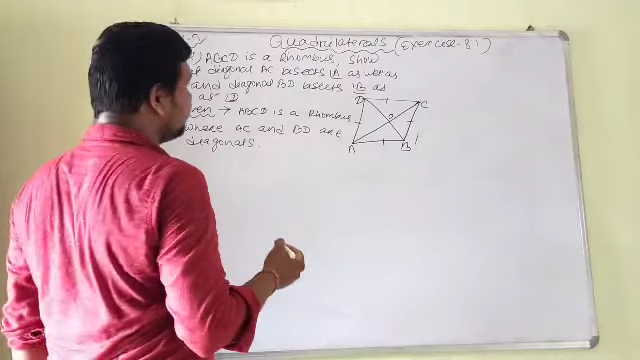 Quadrilaterals (Exercise-8.1)
ABCD is a Rhombus, show
diagonal AC bisects ∠A as well as
and diagonal BD bisects ∠B as
as ∠D
→ ABCD is a Rhombus
where AC and BD are
diagonals.
D C
O
A B